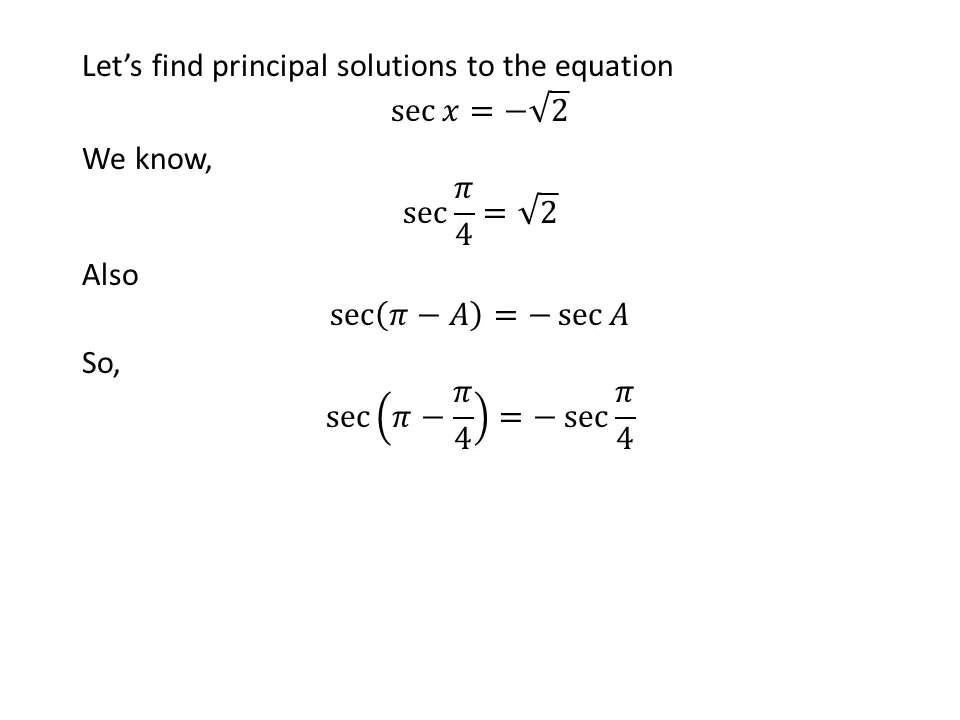 Let’s find principal solutions to the equation
sec 𝑥 = −√2
We know,
sec 𝜋/4 = √2
Also
sec(𝜋 − 𝐴) = − sec 𝐴
So,
sec (𝜋 − 𝜋/4) = − sec 𝜋/4